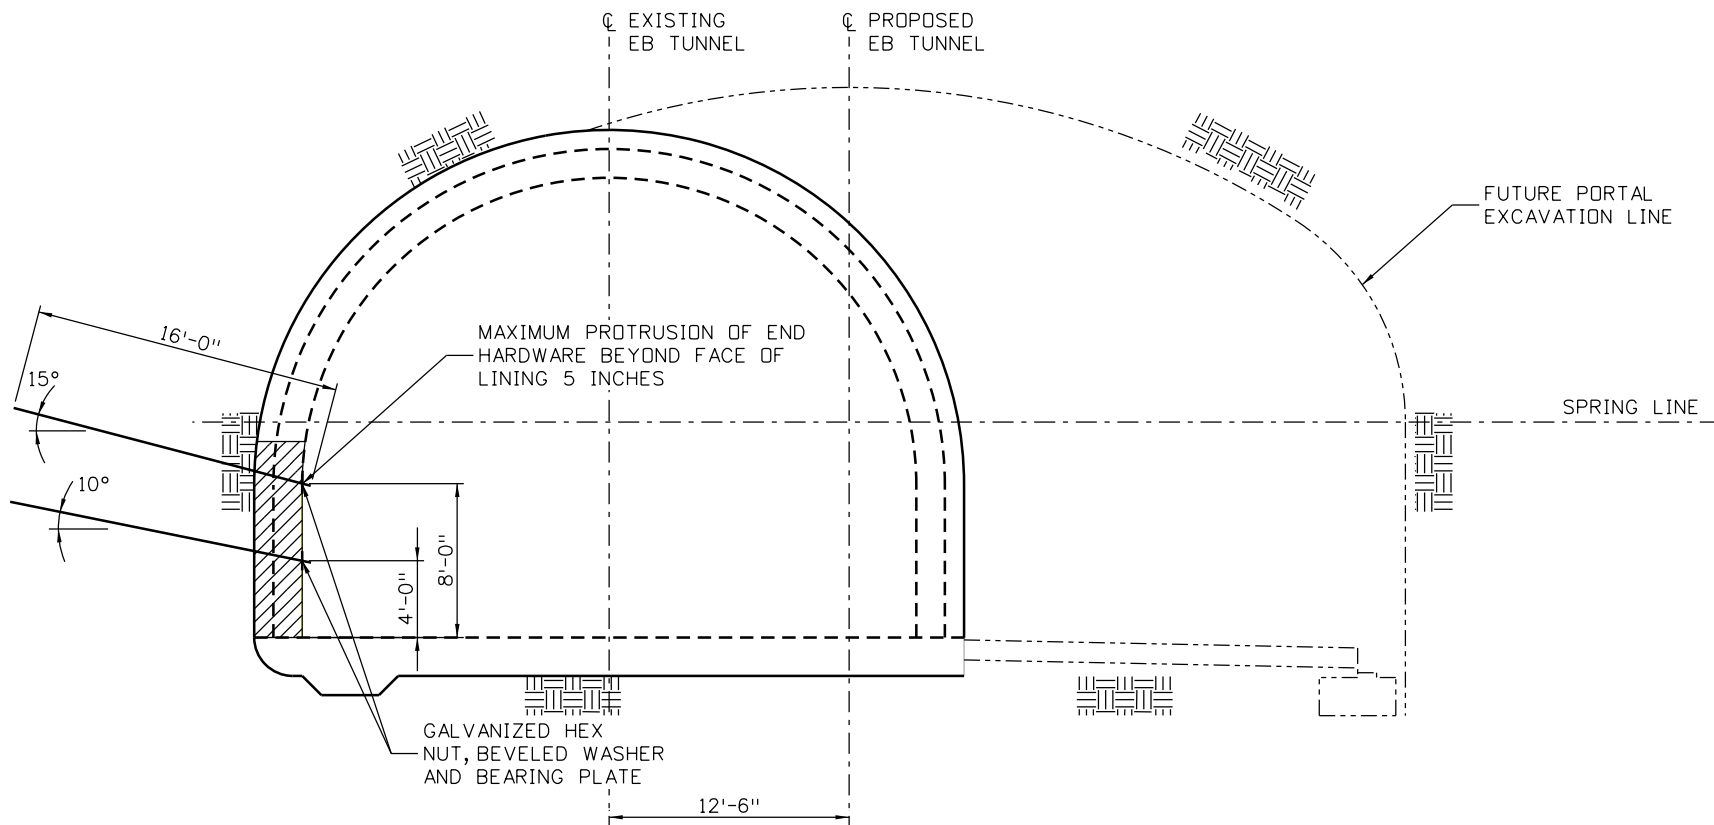 ℄ EXISTING
EB TUNNEL
℄ PROPOSED
EB TUNNEL
FUTURE PORTAL
EXCAVATION LINE
16'-0"
MAXIMUM PROTRUSION OF END
HARDWARE BEYOND FACE OF
LINING 5 INCHES
15°
SPRING LINE
10°
8'-0"
4'-0"
GALVANIZED HEX
NUT, BEVELED WASHER
AND BEARING PLATE
12'-6"